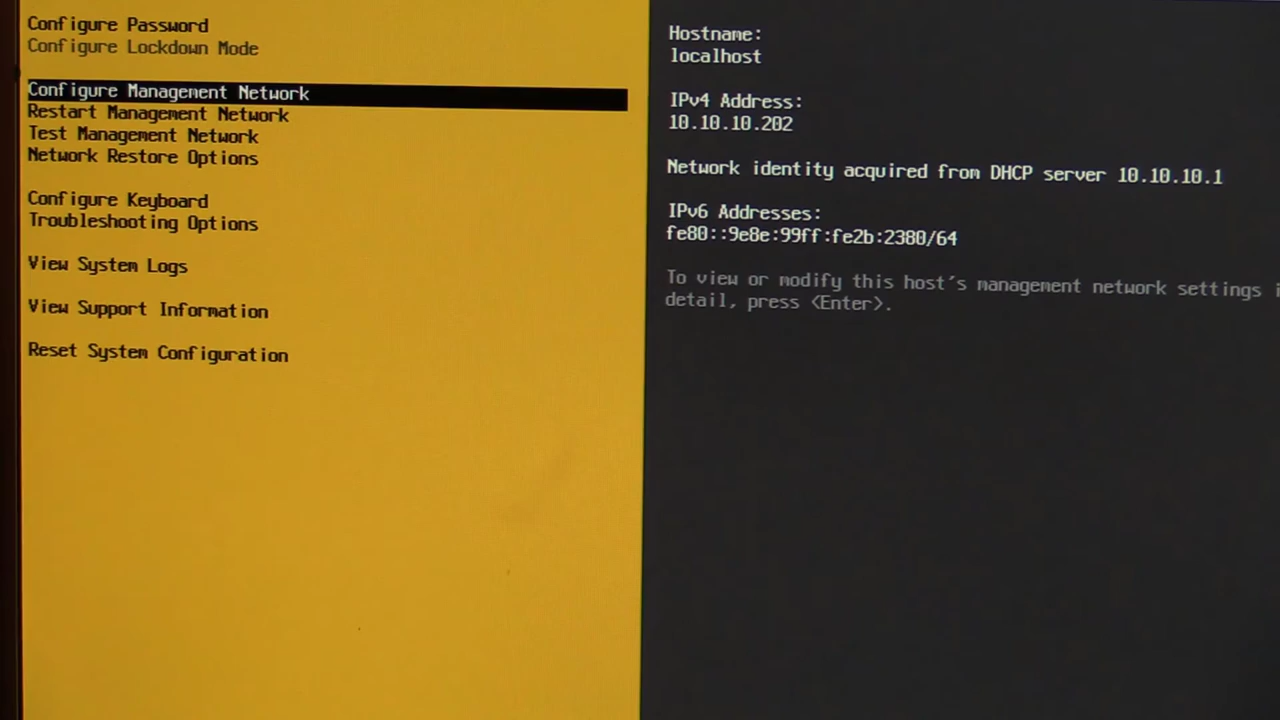 Configure Password
Configure Lockdown Mode
Configure Management Network
Restart Management Network
Test Management Network
Network Restore Options
Configure Keyboard
Troubleshooting Options
View System Logs
View Support Information
Reset System Configuration
Hostname:
localhost
IPv4 Address:
10.10.10.202
Network identity acquired from DHCP server 10.10.10.1
IPv6 Addresses:
fe80::9e8e:99ff:fe2b:2380/64
To view or modify this host's management network settings
detail, press <Enter>.